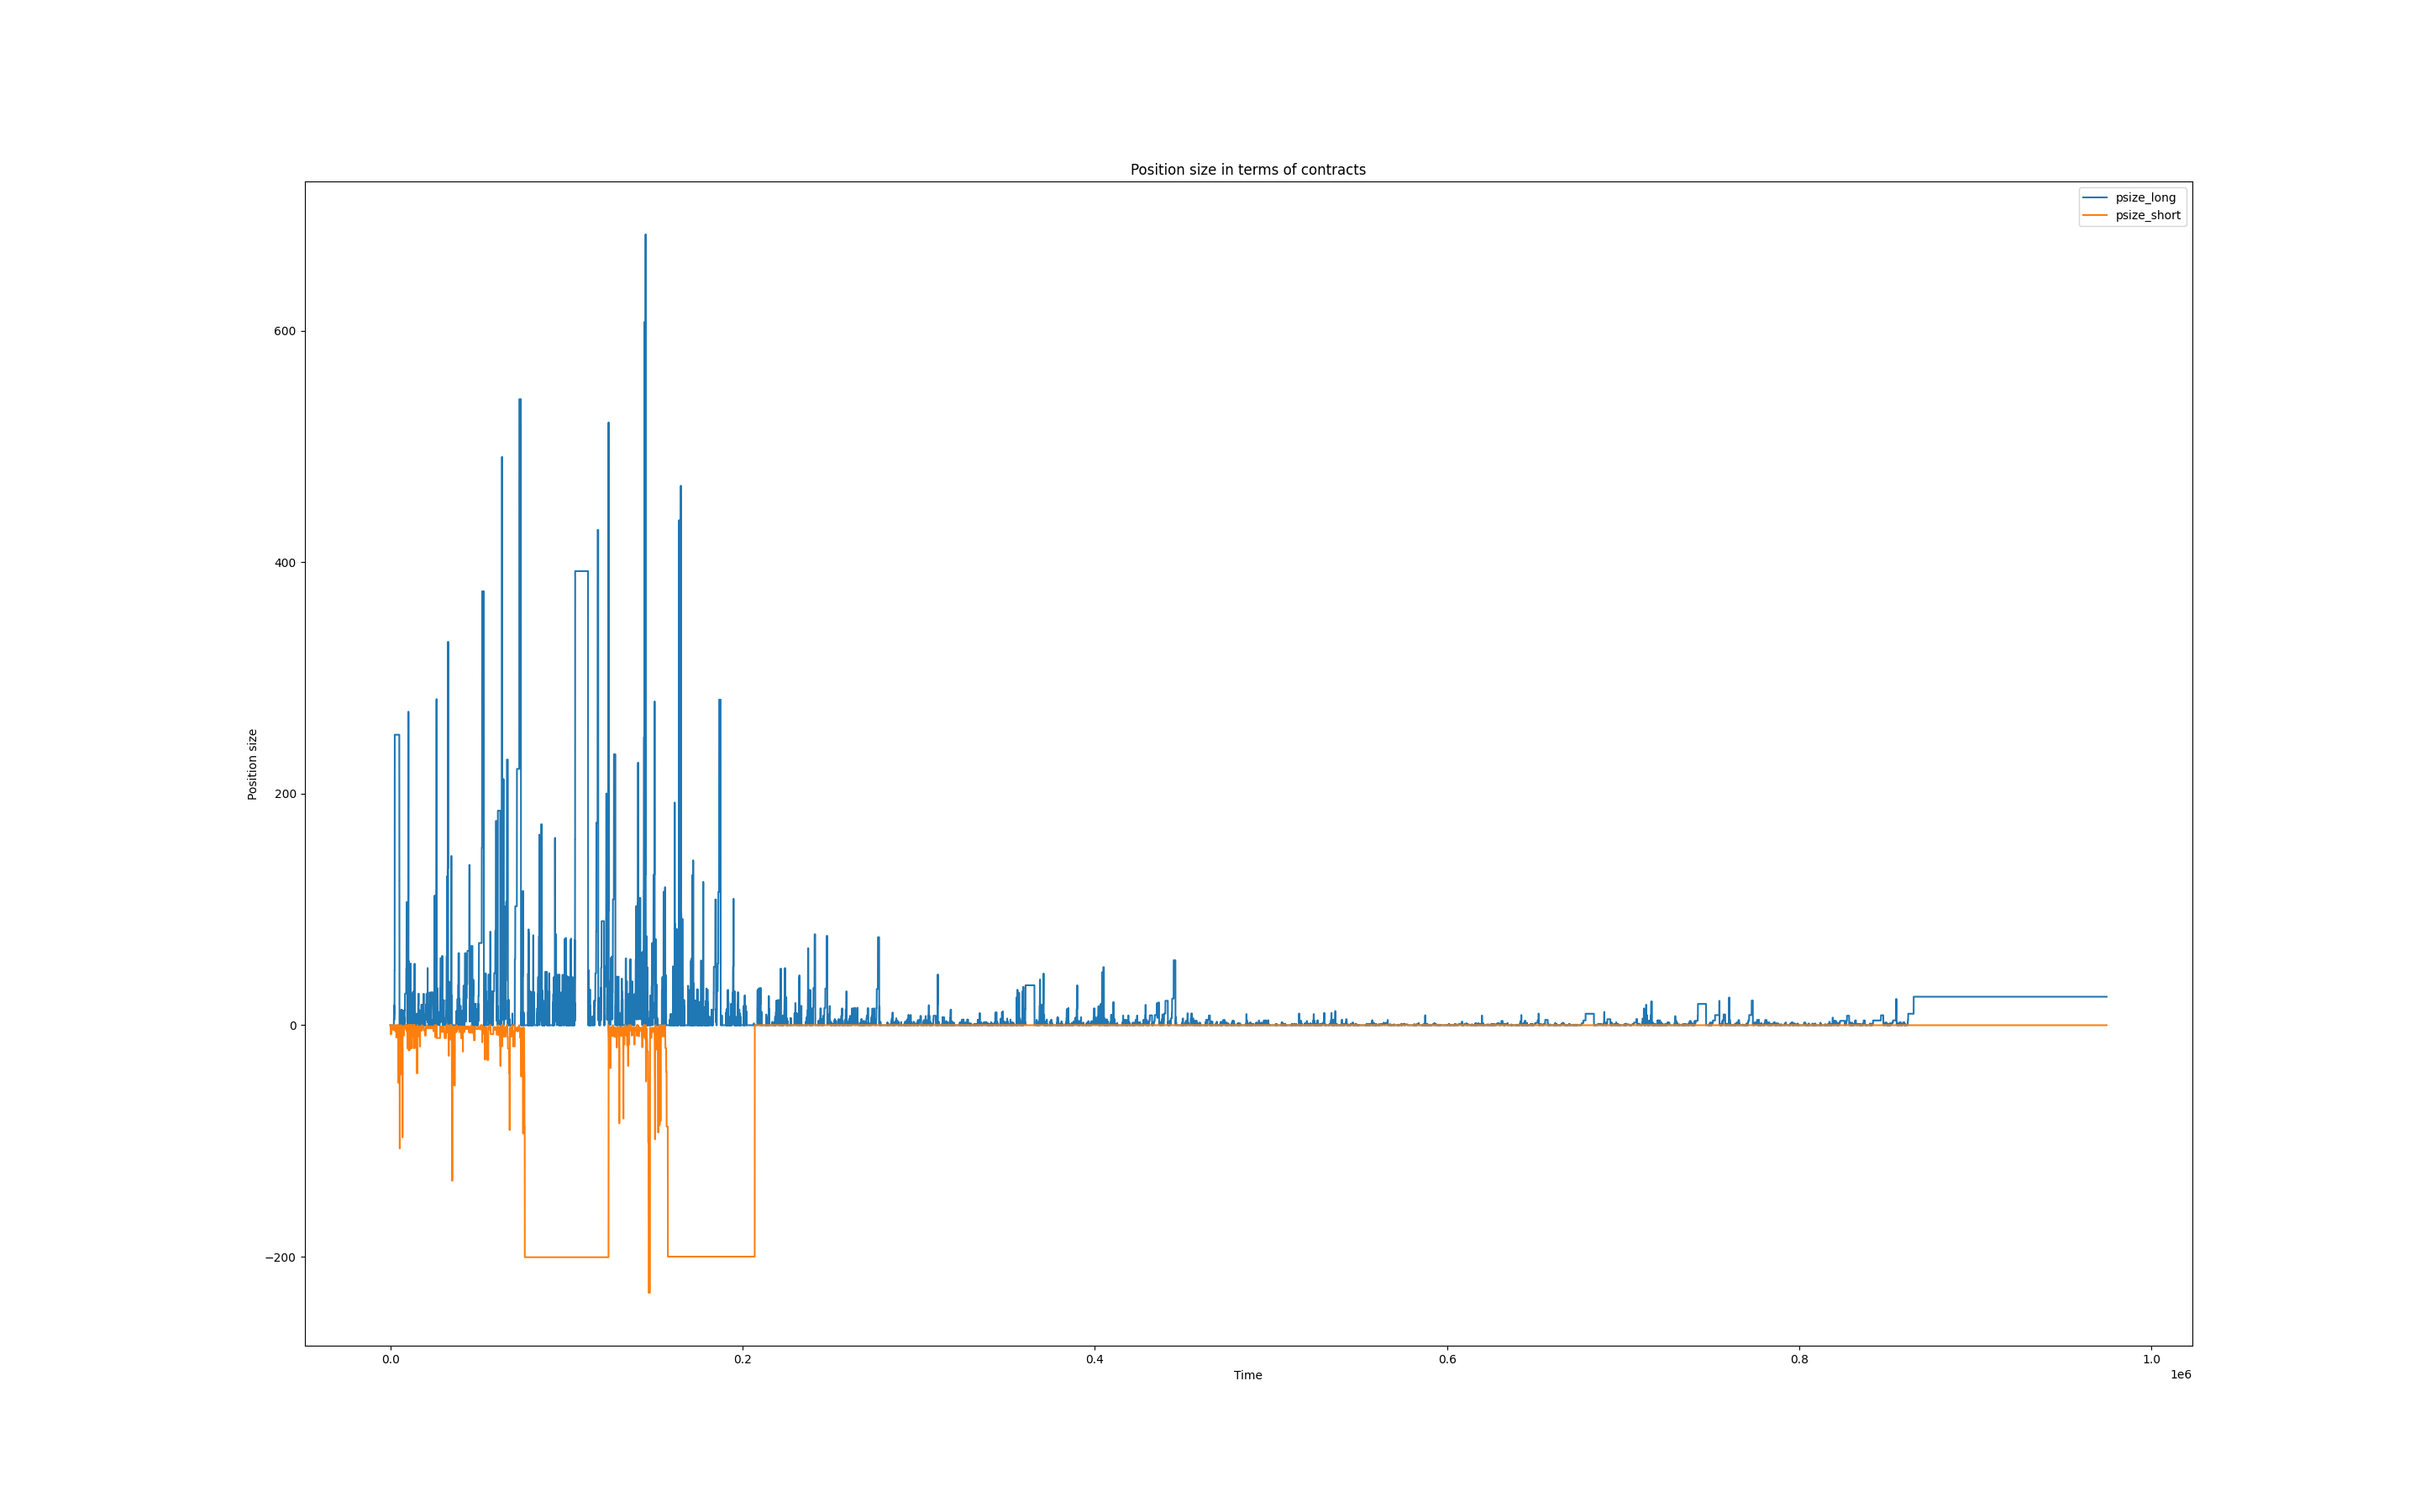 Position size in terms of contracts
psize_long
psize_short
600
400
200
0
−200
Position size
0.0
0.2
0.4
0.6
0.8
1.0
Time
1e6